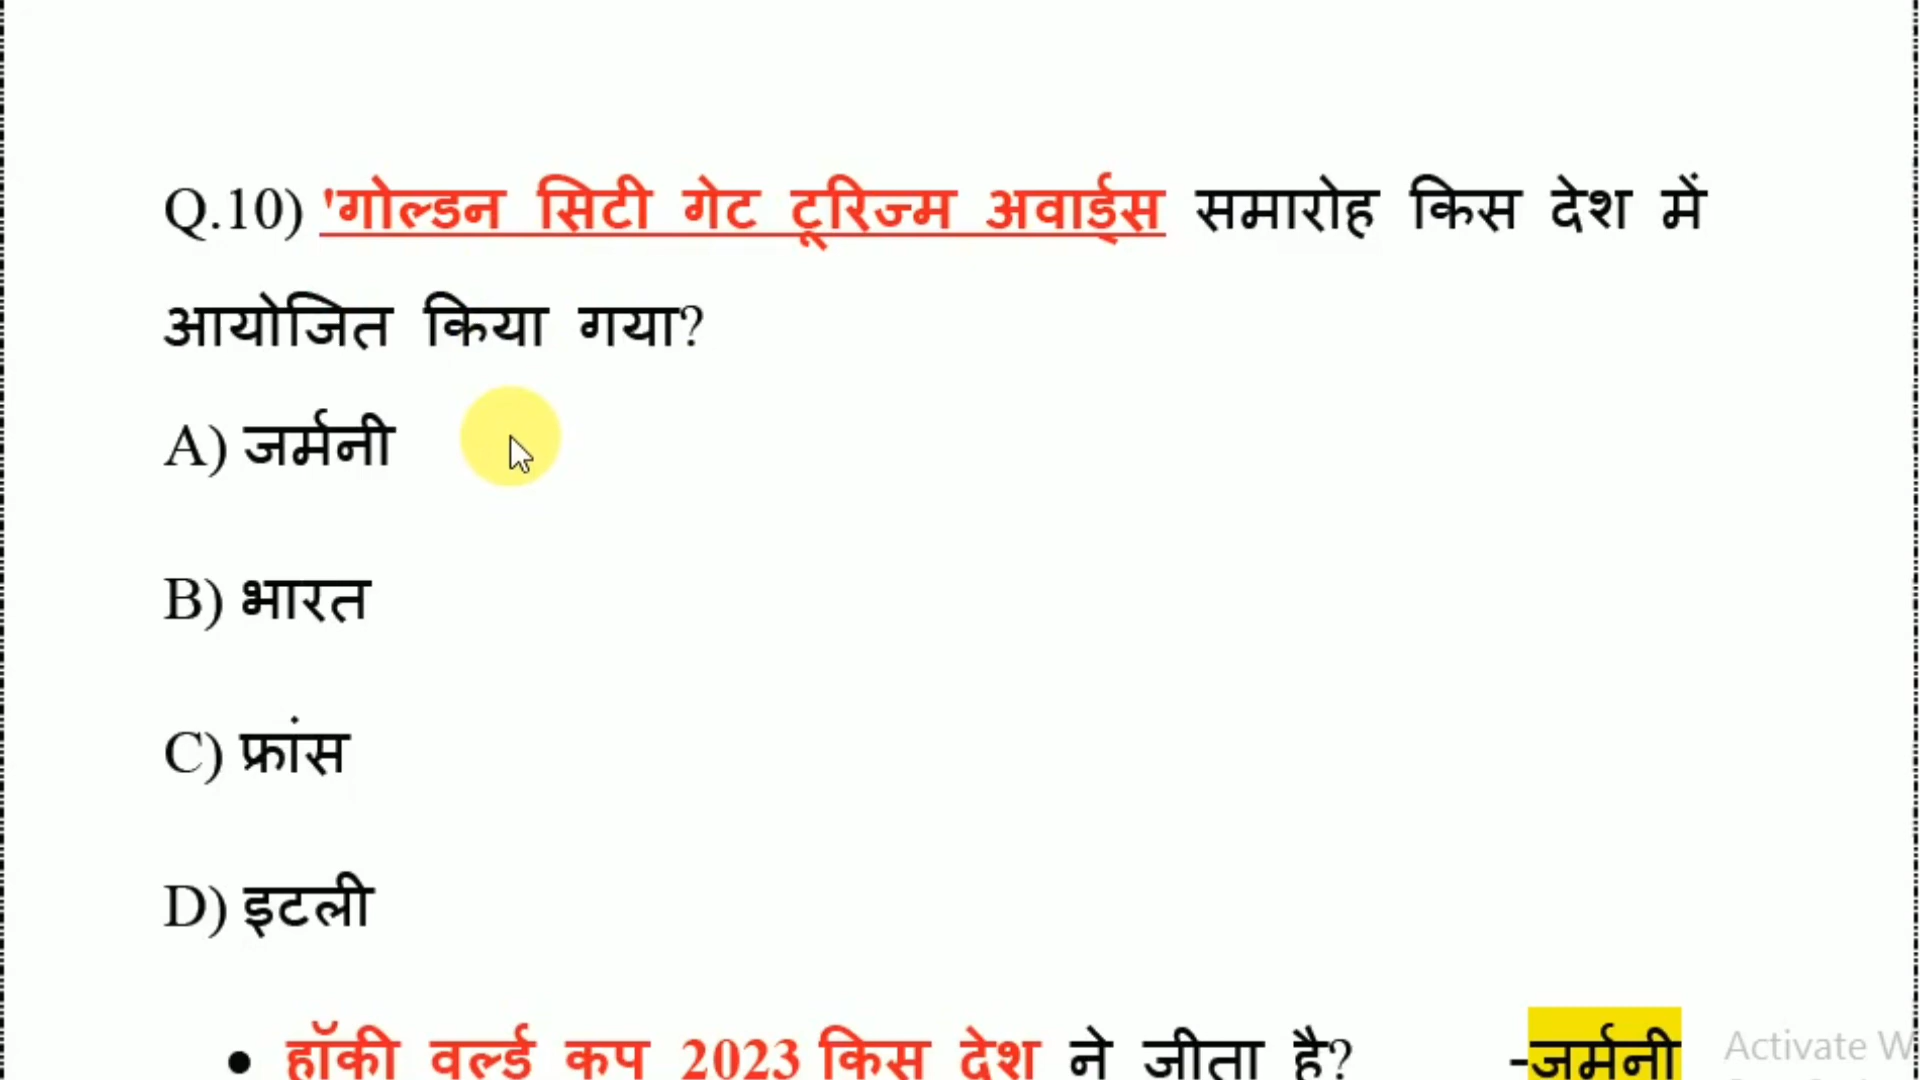 Q.10) 'गोल्डन सिटी गेट टूरिज्म अवार्ड्स समारोह किस देश में
आयोजित किया गया?
A) जर्मनी
B) भारत
C) फ्रांस
D) इटली
• हॉकी वर्ल्ड कप 2023 किस देश ने जीता है? -जर्मनी
Activate W